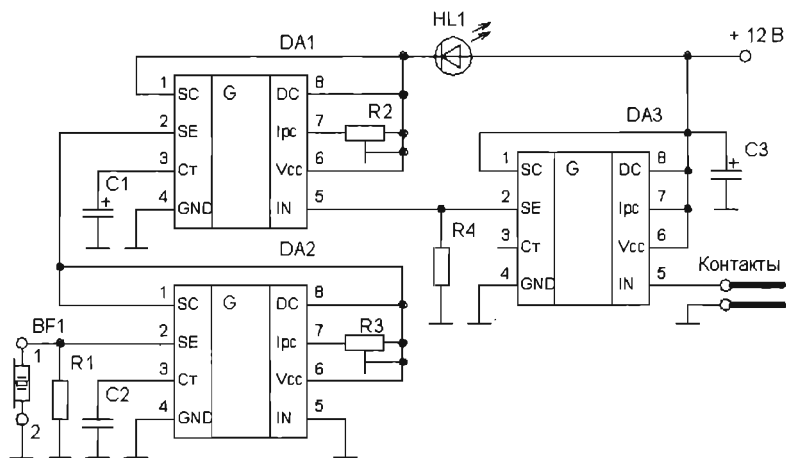 HL1
+ 12 В
DA1
1 SC G DC 8
2 SE Ipc 7 R2
3 Cт Vcc 6
4 GND IN 5
C1 +
DA3
1 SC G DC 8
2 SE Ipc 7
3 Cт Vcc 6
4 GND IN 5
C3 +
R4
Контакты
DA2
1 SC G DC 8
2 SE Ipc 7 R3
3 Cт Vcc 6
4 GND IN 5
BF1
1
2
R1
C2